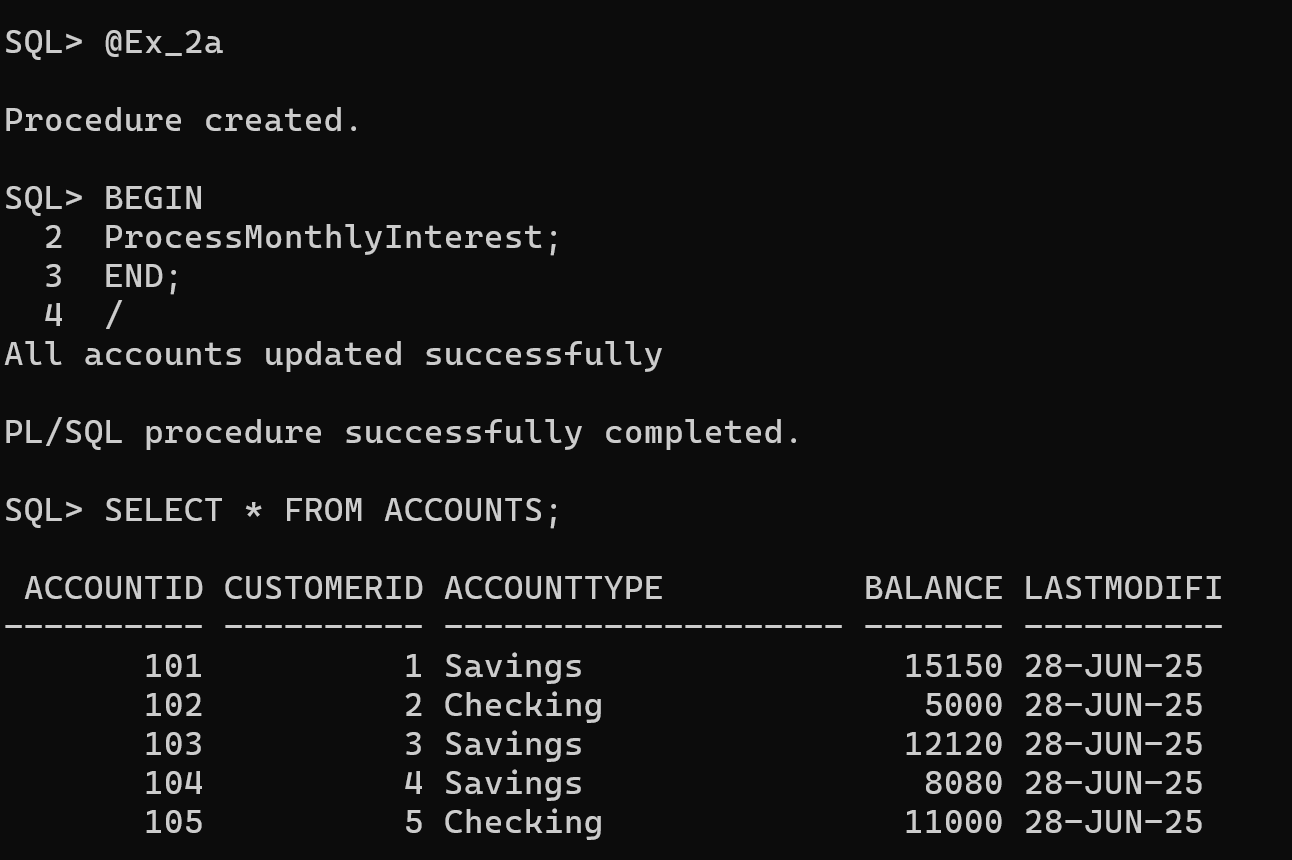 SQL> @Ex_2a
Procedure created.
SQL> BEGIN
  2  ProcessMonthlyInterest;
  3  END;
  4  /
All accounts updated successfully
PL/SQL procedure successfully completed.
SQL> SELECT * FROM ACCOUNTS;
 ACCOUNTID CUSTOMERID ACCOUNTTYPE          BALANCE LASTMODIFI
---------- ---------- -------------------- ------- ----------
       101          1 Savings                15150 28-JUN-25
       102          2 Checking                5000 28-JUN-25
       103          3 Savings                12120 28-JUN-25
       104          4 Savings                 8080 28-JUN-25
       105          5 Checking               11000 28-JUN-25